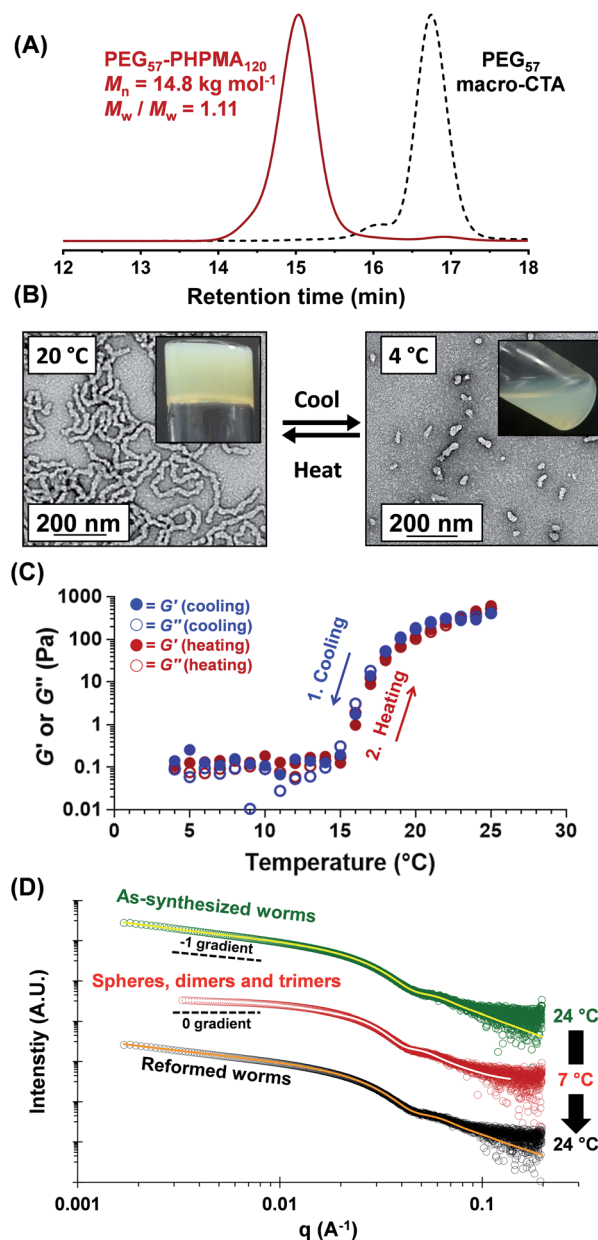 (A)
PEG57-PHPMA120
Mn = 14.8 kg mol-1
Mw / Mw = 1.11
PEG57
macro-CTA
12 13 14 15 16 17 18
Retention time (min)
(B)
20 °C
200 nm
Cool
Heat
4 °C
200 nm
(C)
1000
100
10
1
0.1
0.01
G' or G'' (Pa)
= G' (cooling)
= G'' (cooling)
= G' (heating)
= G'' (heating)
1. Cooling
2. Heating
0 5 10 15 20 25 30
Temperature (°C)
(D)
As-synthesized worms
-1 gradient
Spheres, dimers and trimers
0 gradient
Reformed worms
24 °C
7 °C
24 °C
Intenstiy (A.U.)
0.001 0.01 0.1
q (A-1)